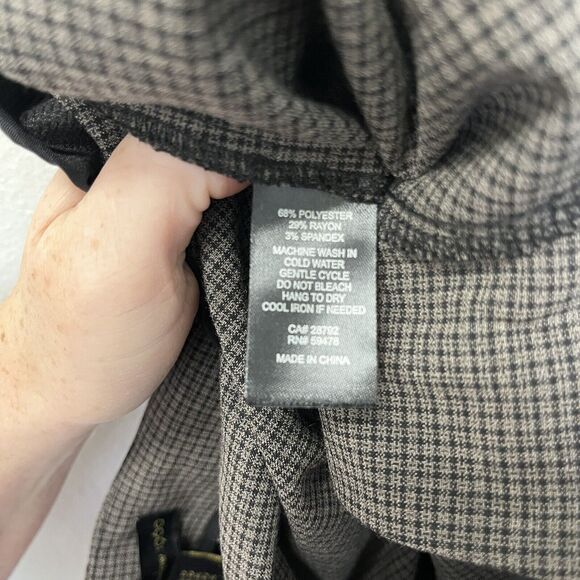 68% POLYESTER
29% RAYON
3% SPANDEX
MACHINE WASH IN
COLD WATER
GENTLE CYCLE
DO NOT BLEACH
HANG TO DRY
COOL IRON IF NEEDED
CA# 28792
RN# 59478
MADE IN CHINA